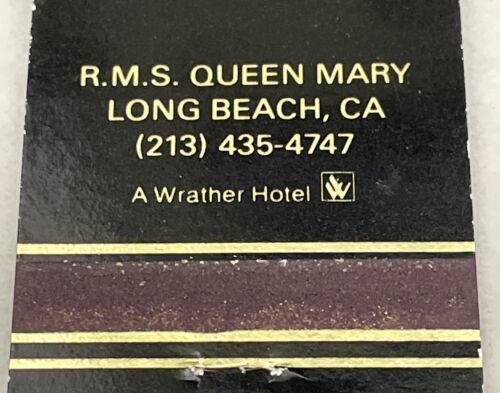 R.M.S. QUEEN MARY
LONG BEACH, CA
(213) 435-4747
A Wrather Hotel W